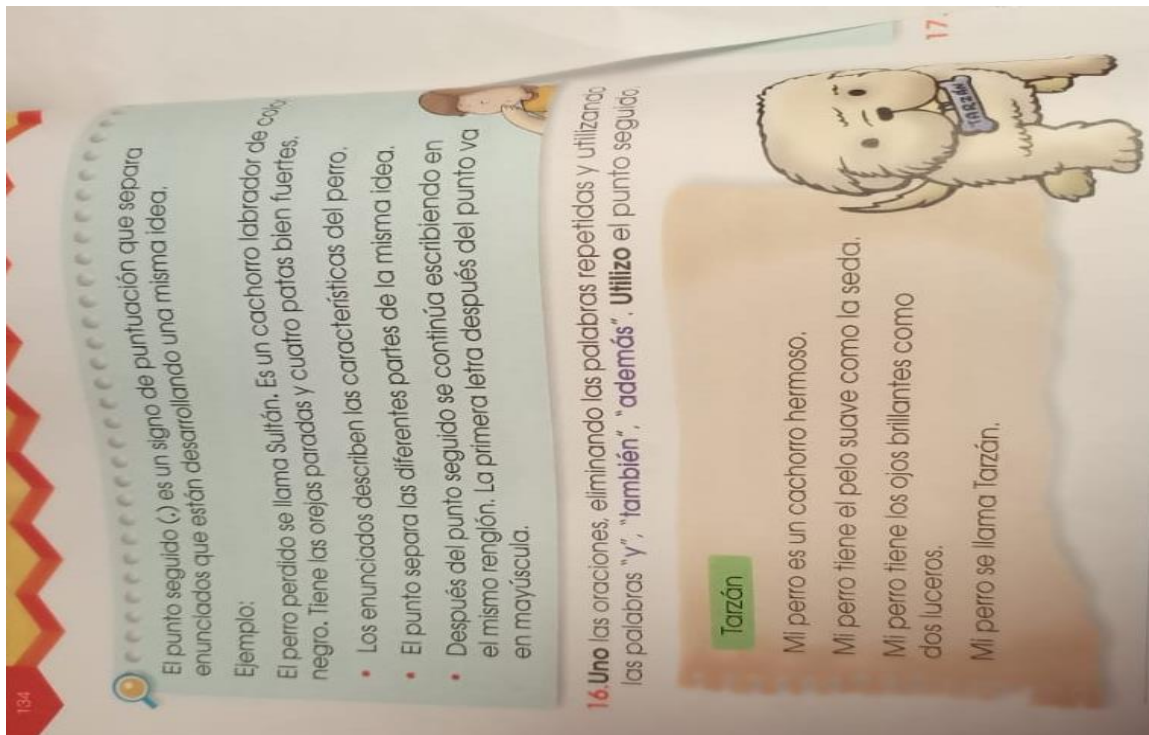 134
El punto seguido (.) es un signo de puntuación que separa
enunciados que están desarrollando una misma idea.
Ejemplo:
El perro perdido se llama Sultán. Es un cachorro labrador de color
negro. Tiene las orejas paradas y cuatro patas bien fuertes.
• Los enunciados describen las características del perro.
• El punto separa las diferentes partes de la misma idea.
• Después del punto seguido se continúa escribiendo en
el mismo renglón. La primera letra después del punto va
en mayúscula.
16.Uno las oraciones, eliminando las palabras repetidas y utilizando
las palabras "y", "también", "además". Utilizo el punto seguido.
Tarzán
Mi perro es un cachorro hermoso.
Mi perro tiene el pelo suave como la seda.
Mi perro tiene los ojos brillantes como
dos luceros.
Mi perro se llama Tarzán.
TARZÁN
17.